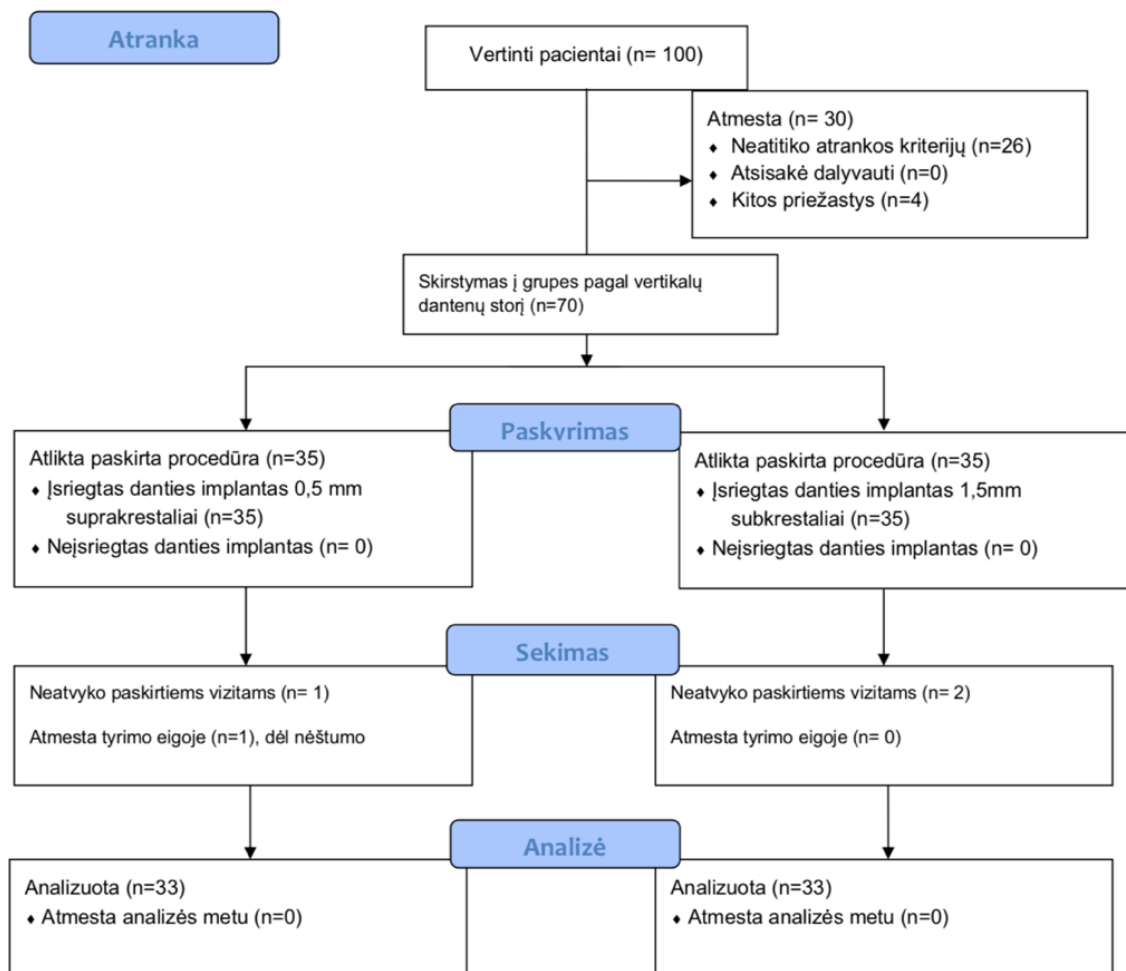 Atranka
Vertinti pacientai (n= 100)
Atmesta (n= 30)
♦ Neatitiko atrankos kriterijų (n=26)
♦ Atsisakė dalyvauti (n=0)
♦ Kitos priežastys (n=4)
Skirstymas į grupes pagal vertikalų
dantenų storį (n=70)
Paskyrimas
Atlikta paskirta procedūra (n=35)
♦ Įsriegtas danties implantas 0,5 mm
suprakrestaliai (n=35)
♦ Neįsriegtas danties implantas (n= 0)
Atlikta paskirta procedūra (n=35)
♦ Įsriegtas danties implantas 1,5mm
subkrestaliai (n=35)
♦ Neįsriegtas danties implantas (n= 0)
Sekimas
Neatvyko paskirtiems vizitams (n= 1)
Atmesta tyrimo eigoje (n=1), dėl nėštumo
Neatvyko paskirtiems vizitams (n= 2)
Atmesta tyrimo eigoje (n= 0)
Analizė
Analizuota (n=33)
♦ Atmesta analizės metu (n=0)
Analizuota (n=33)
♦ Atmesta analizės metu (n=0)